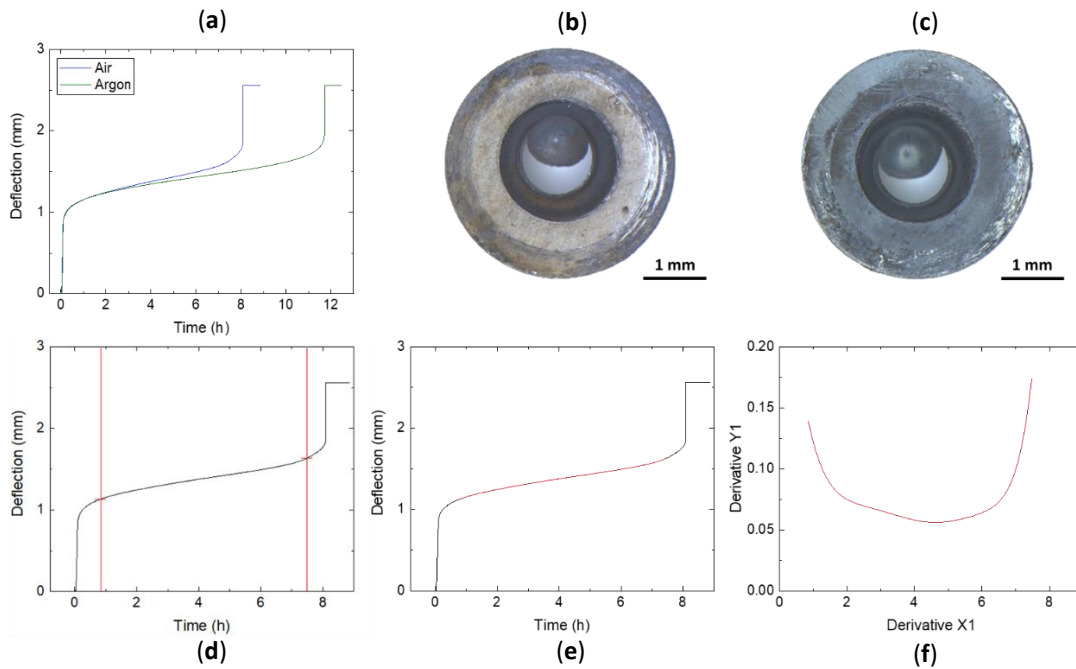 (a)
3
2
1
0
Deflection (mm)
Air
Argon
0 2 4 6 8 10 12
Time (h)
(b)
1 mm
(c)
1 mm
3
2
1
0
Deflection (mm)
0 2 4 6 8
Time (h)
(d)
3
2
1
0
Deflection (mm)
0 2 4 6 8
Time (h)
(e)
0.20
0.15
0.10
0.05
0.00
Derivative Y1
0 2 4 6 8
Derivative X1
(f)